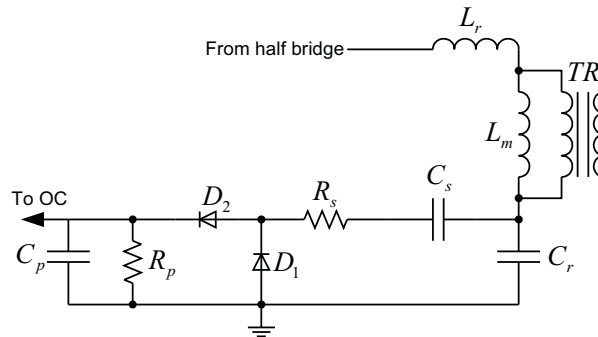 L_r
From half bridge
TR
L_m
C_s
R_s
To OC
D_2
C_p
R_p
D_1
C_r